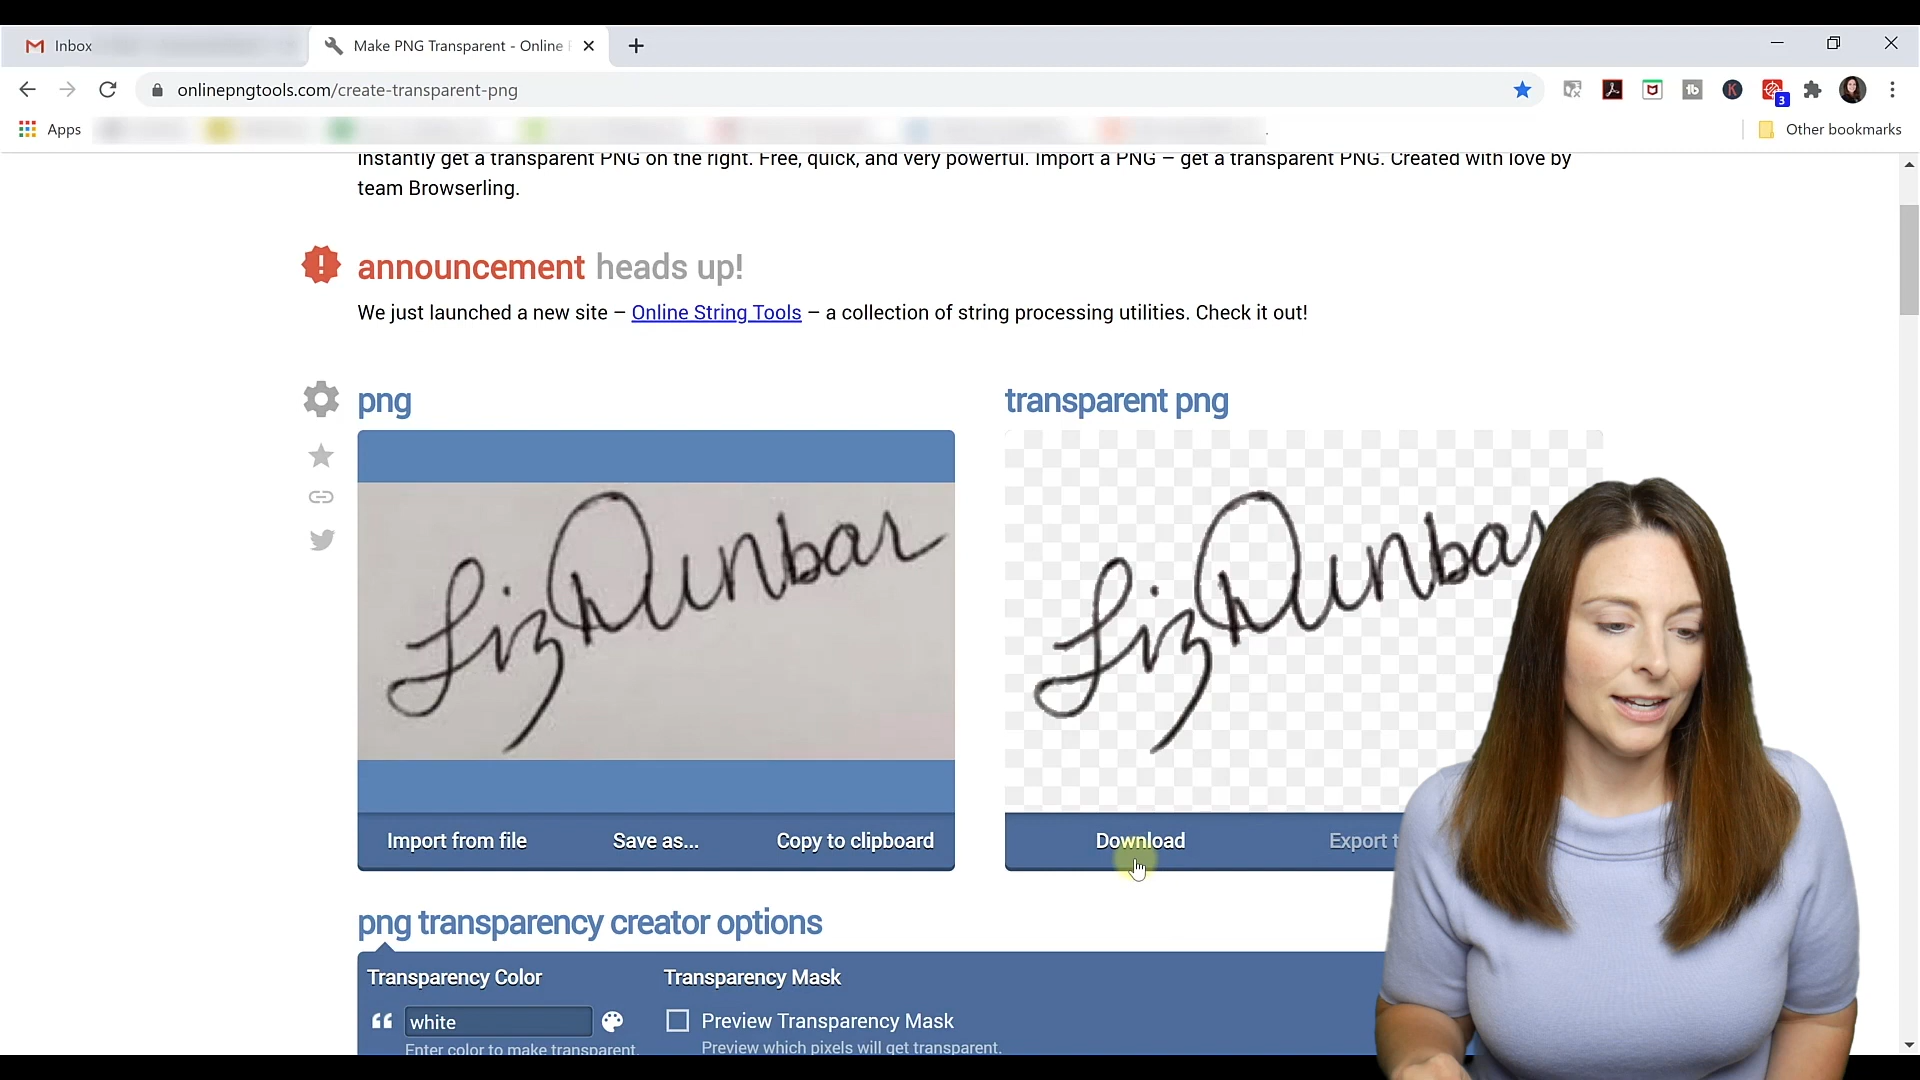 Inbox
Make PNG Transparent - Online
onlinepngtools.com/create-transparent-png
3
Apps
Other bookmarks
Instantly get a transparent PNG on the right. Free, quick, and very powerful. Import a PNG – get a transparent PNG. Created with love by
team Browserling.
announcement heads up!
We just launched a new site – Online String Tools – a collection of string processing utilities. Check it out!
png
transparent png
Liz Dunbar
Liz Dunbar
Import from file
Save as...
Copy to clipboard
Download
Export t
png transparency creator options
Transparency Color
Transparency Mask
white
Preview Transparency Mask
Enter color to make transparent.
Preview which pixels will get transparent.